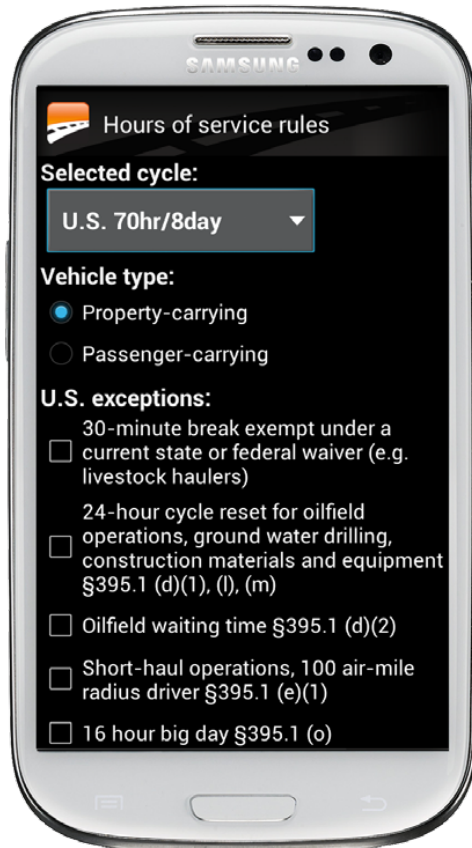 SAMSUNG
Hours of service rules
Selected cycle:
U.S. 70hr/8day
Vehicle type:
Property-carrying
Passenger-carrying
U.S. exceptions:
30-minute break exempt under a
current state or federal waiver (e.g.
livestock haulers)
24-hour cycle reset for oilfield
operations, ground water drilling,
construction materials and equipment
§395.1 (d)(1), (l), (m)
Oilfield waiting time §395.1 (d)(2)
Short-haul operations, 100 air-mile
radius driver §395.1 (e)(1)
16 hour big day §395.1 (o)